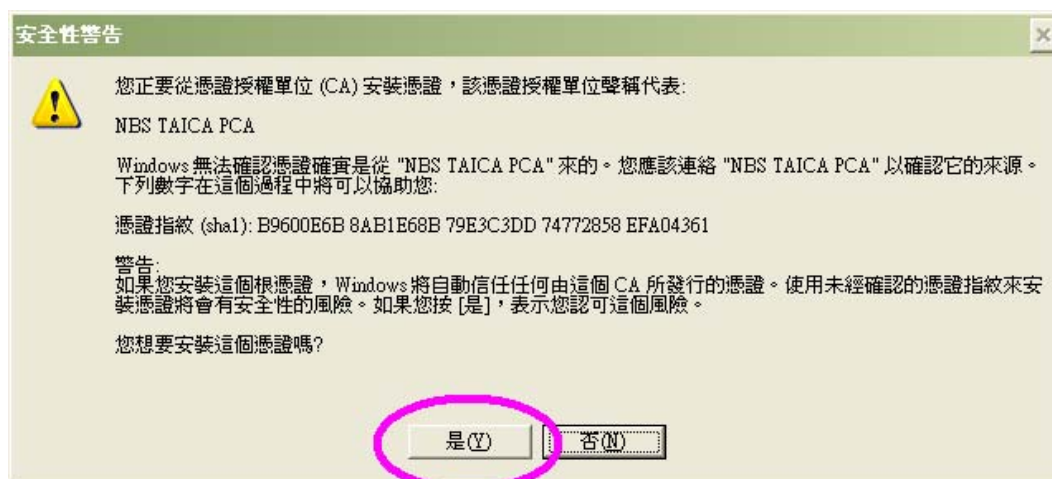 安全性警告
您正要從憑證授權單位 (CA) 安裝憑證，該憑證授權單位聲稱代表:
NBS TAICA PCA
Windows 無法確認憑證確實是從 "NBS TAICA PCA" 來的。您應該連絡 "NBS TAICA PCA" 以確認它的來源。
下列數字在這個過程中將可以協助您:
憑證指紋 (sha1): B9600E6B 8AB1E68B 79E3C3DD 74772858 EFA04361
警告:
如果您安裝這個根憑證，Windows 將自動信任任何由這個 CA 所發行的憑證。使用未經確認的憑證指紋來安
裝憑證將會有安全性的風險。如果您按 [是]，表示您認可這個風險。
您想要安裝這個憑證嗎?
是(Y)
否(N)